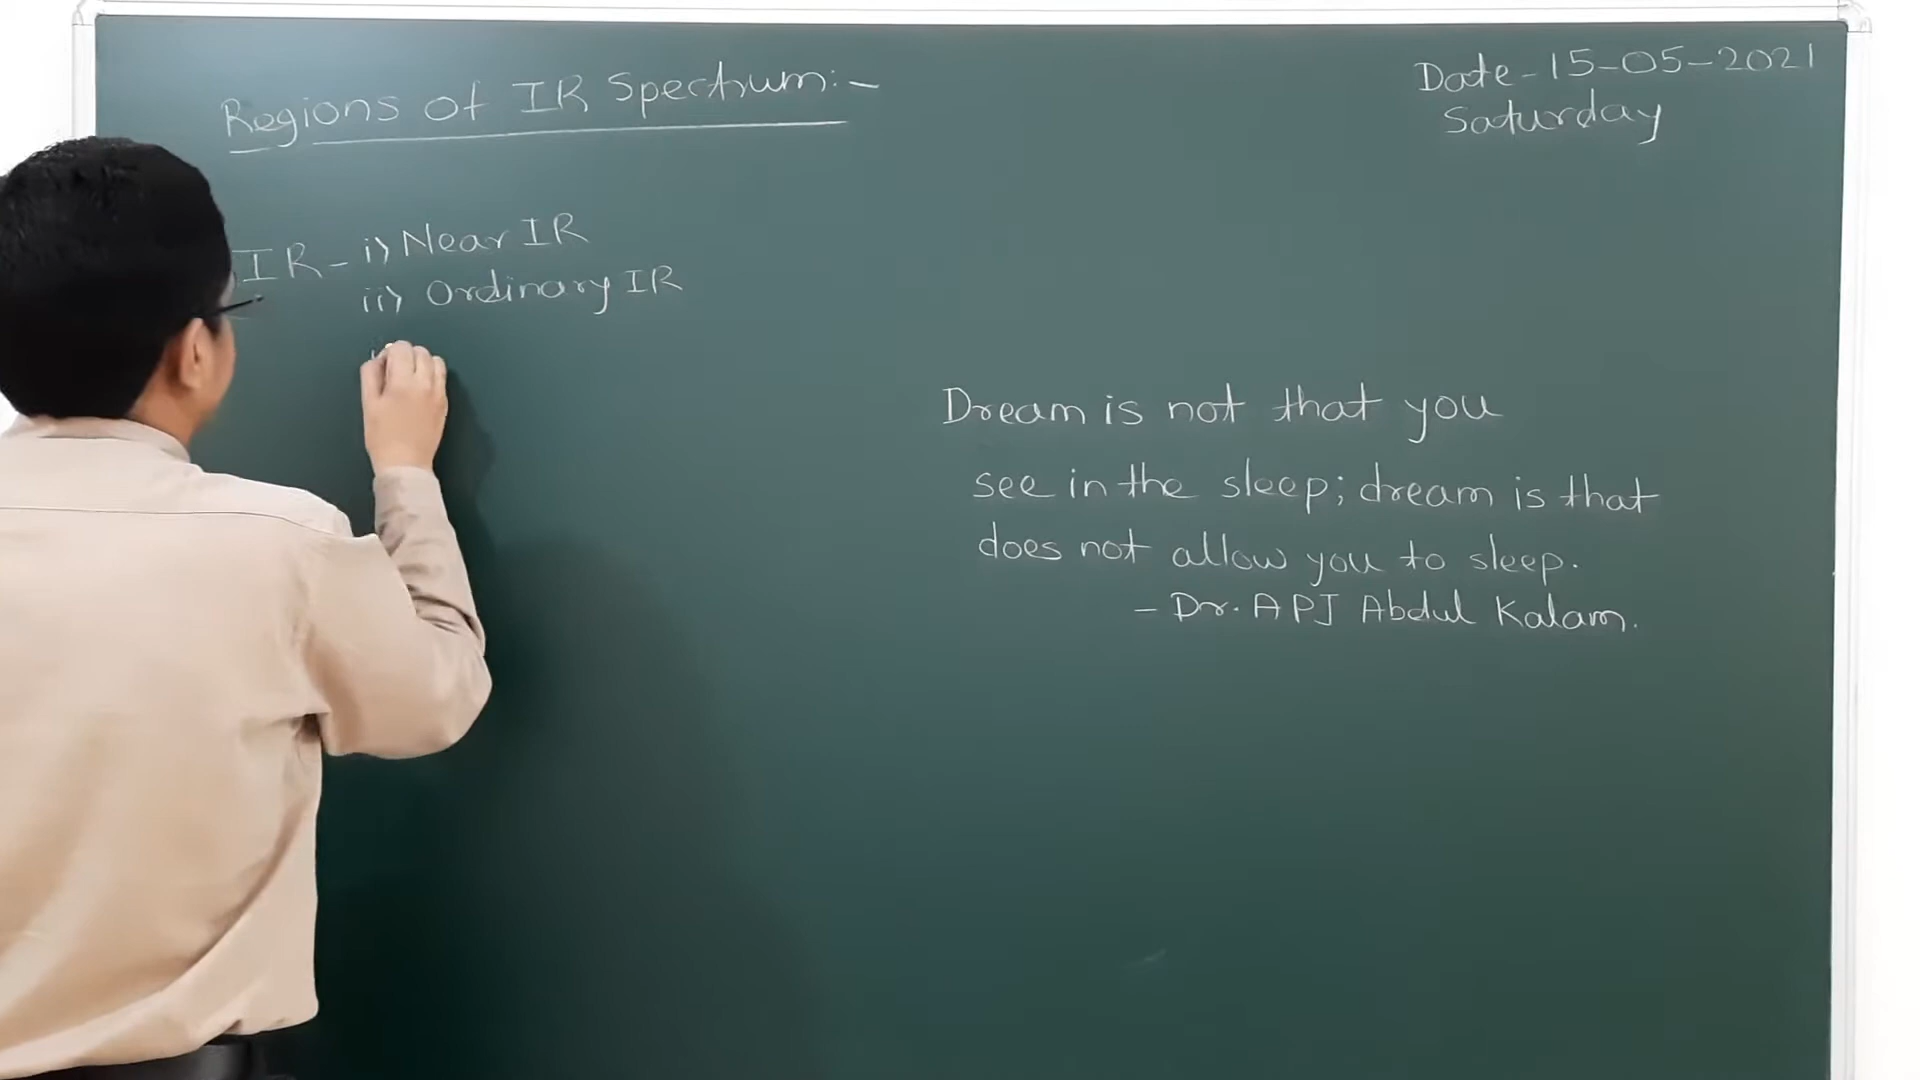 Regions of IR Spectrum:-
Date-15-05-2021
Saturday
IR - i) Near IR
ii) Ordinary IR
Dream is not that you
see in the sleep; dream is that
does not allow you to sleep.
- Dr. APJ Abdul Kalam.